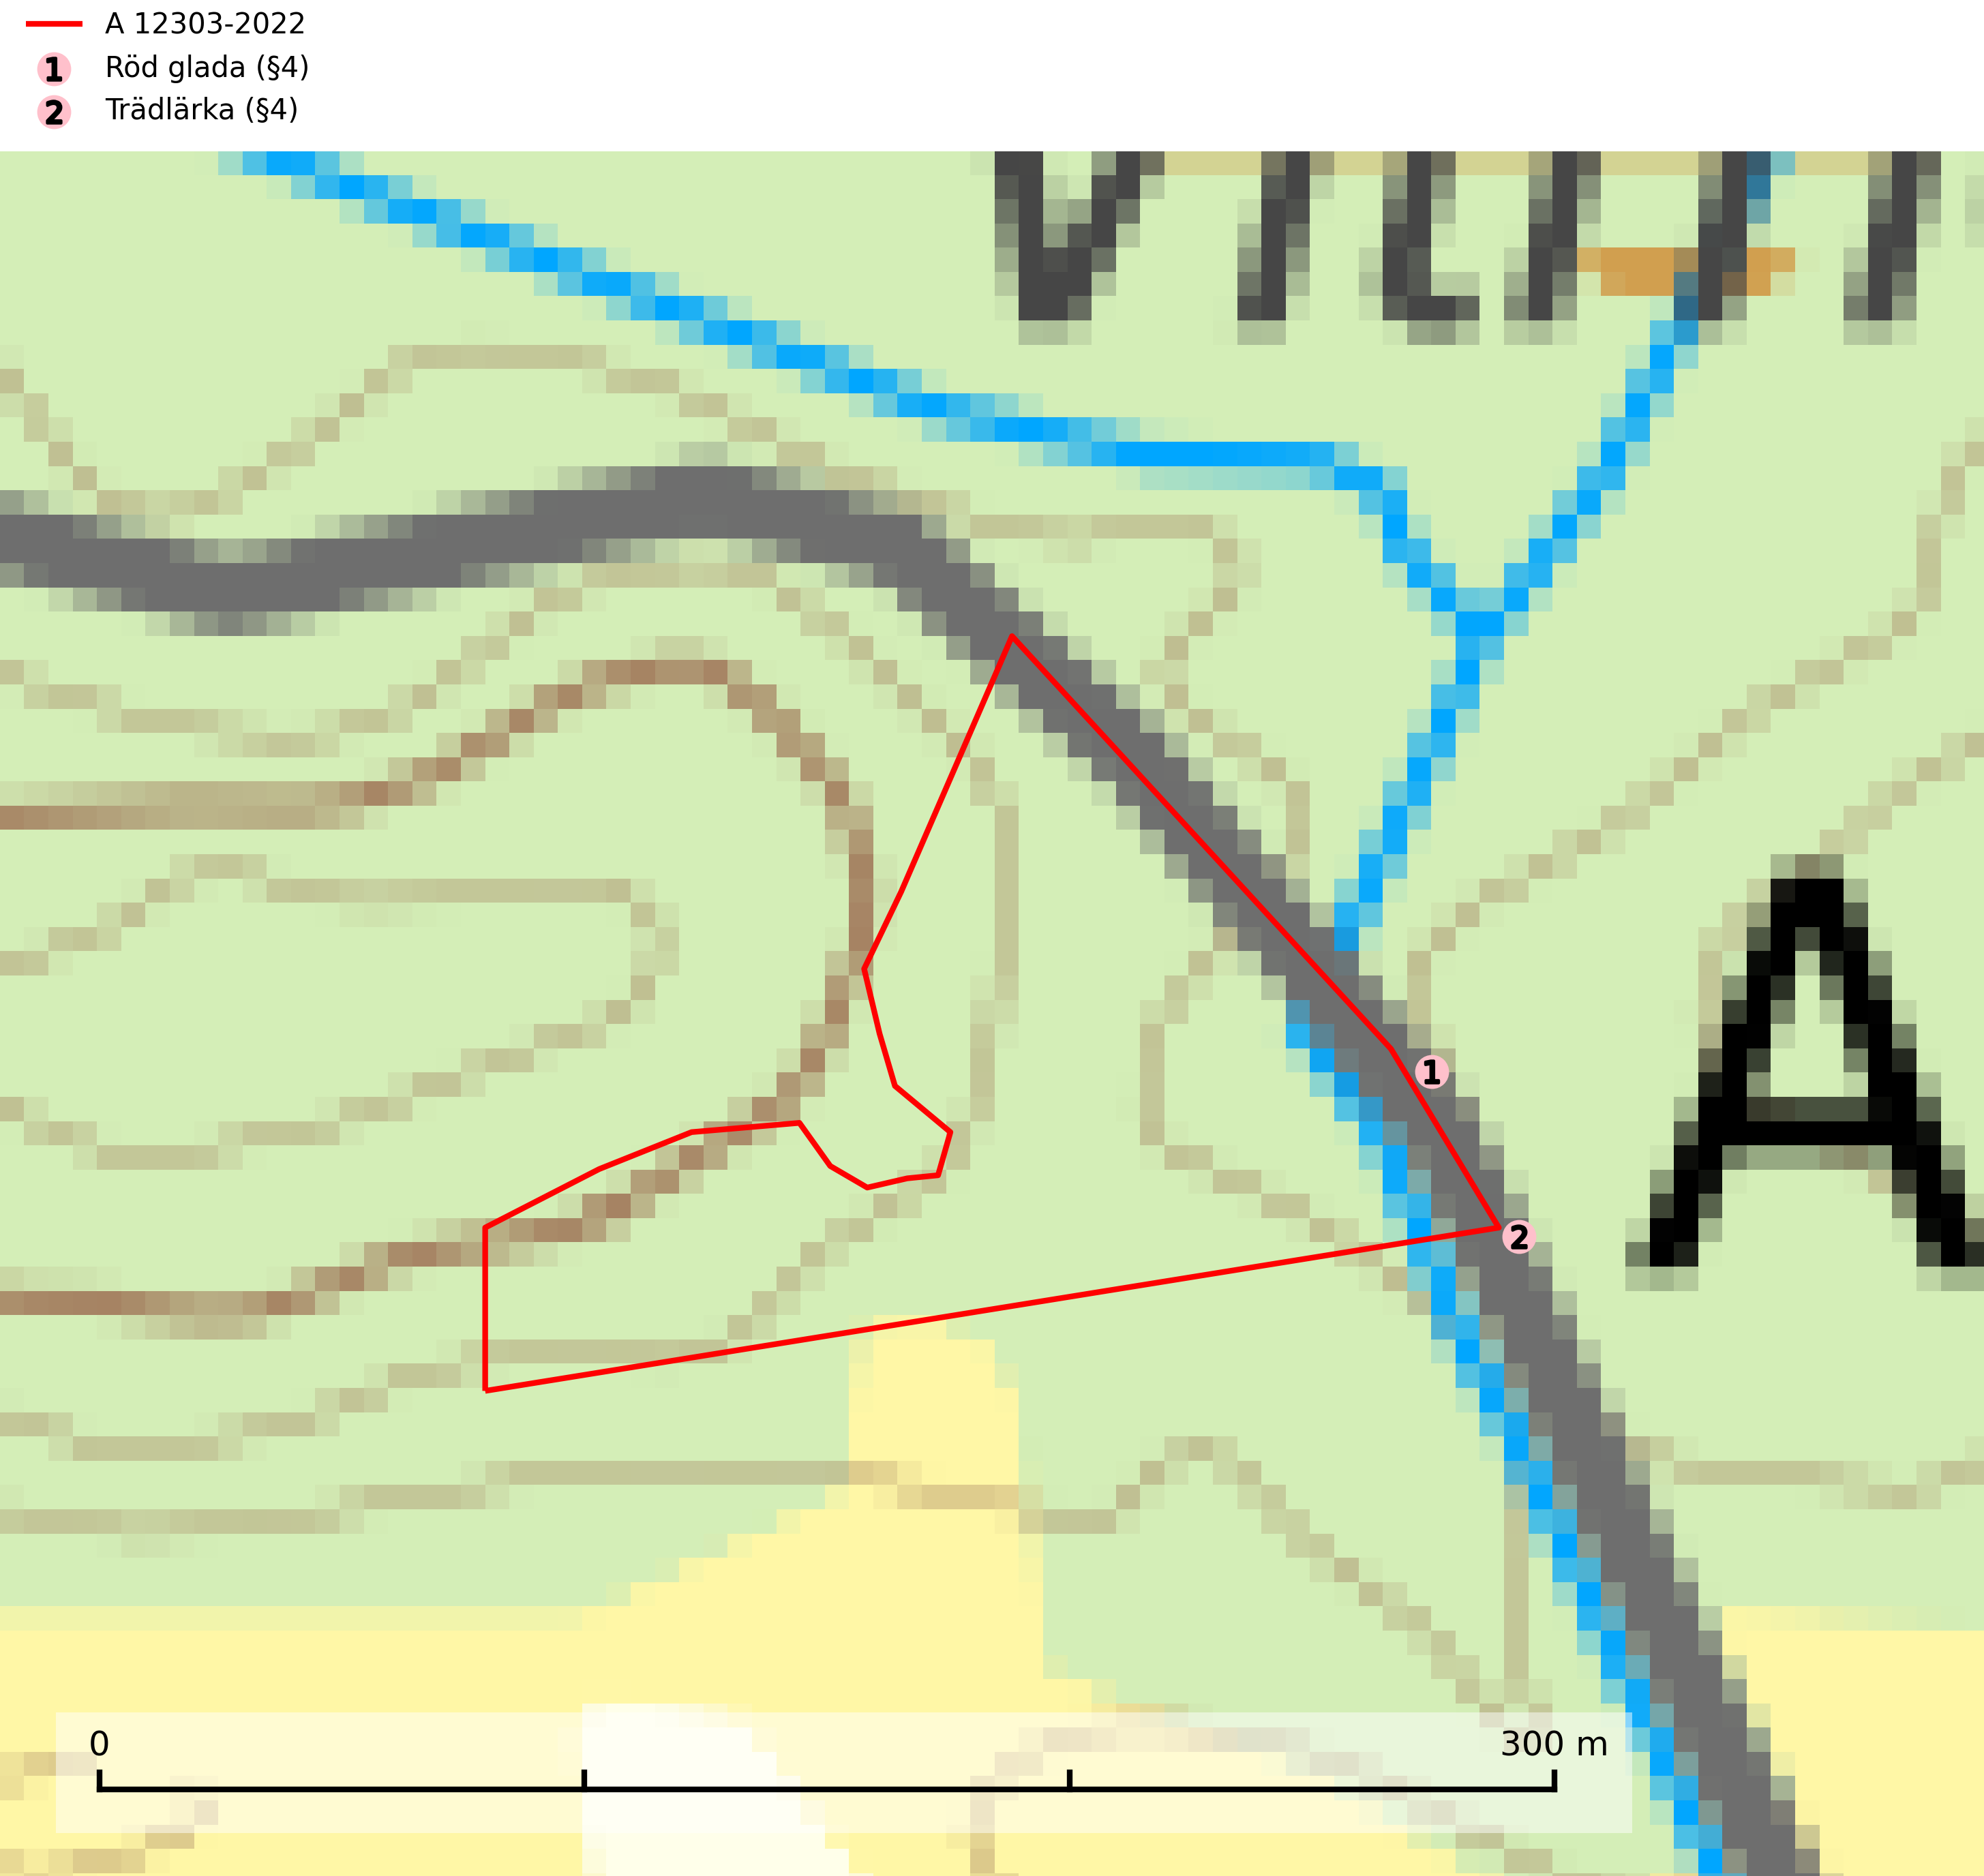 A 12303-2022
1 Röd glada (§4)
2 Trädlärka (§4)
A
1
2
0 300 m